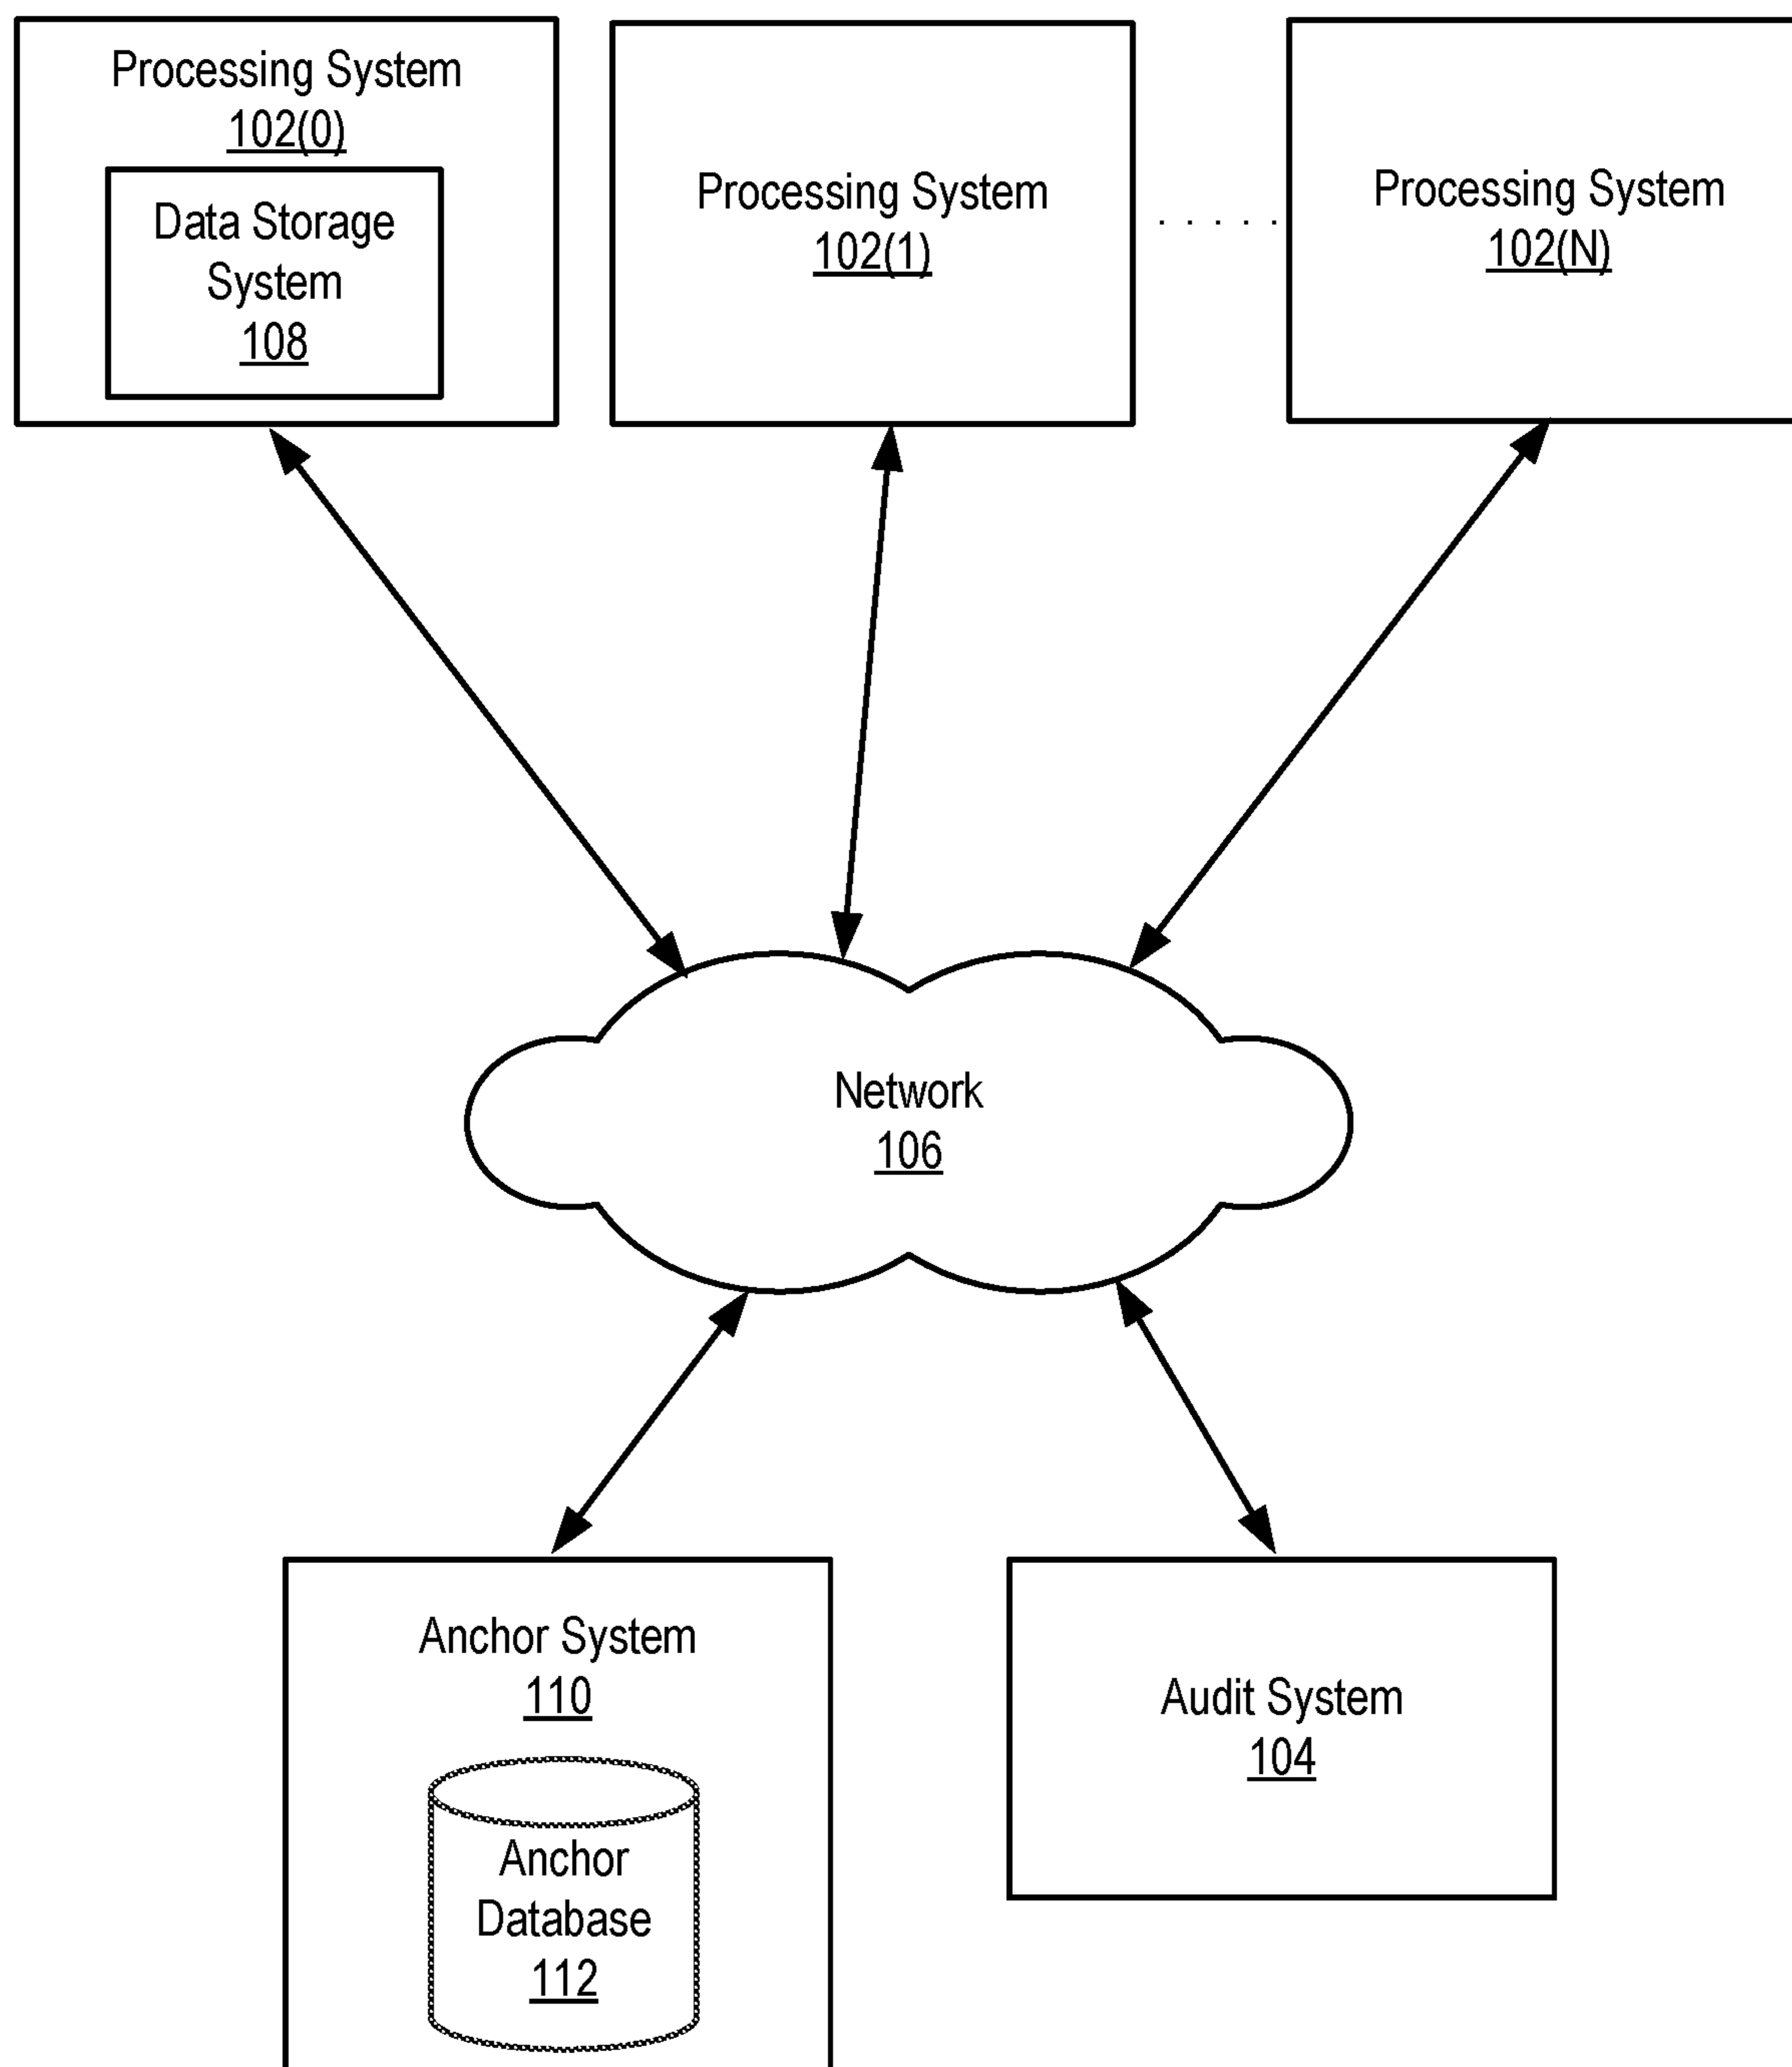 Processing System
102(0)
Data Storage
System
108
Processing System
102(1)
. . . . .
Processing System
102(N)
Network
106
Anchor System
110
Anchor
Database
112
Audit System
104